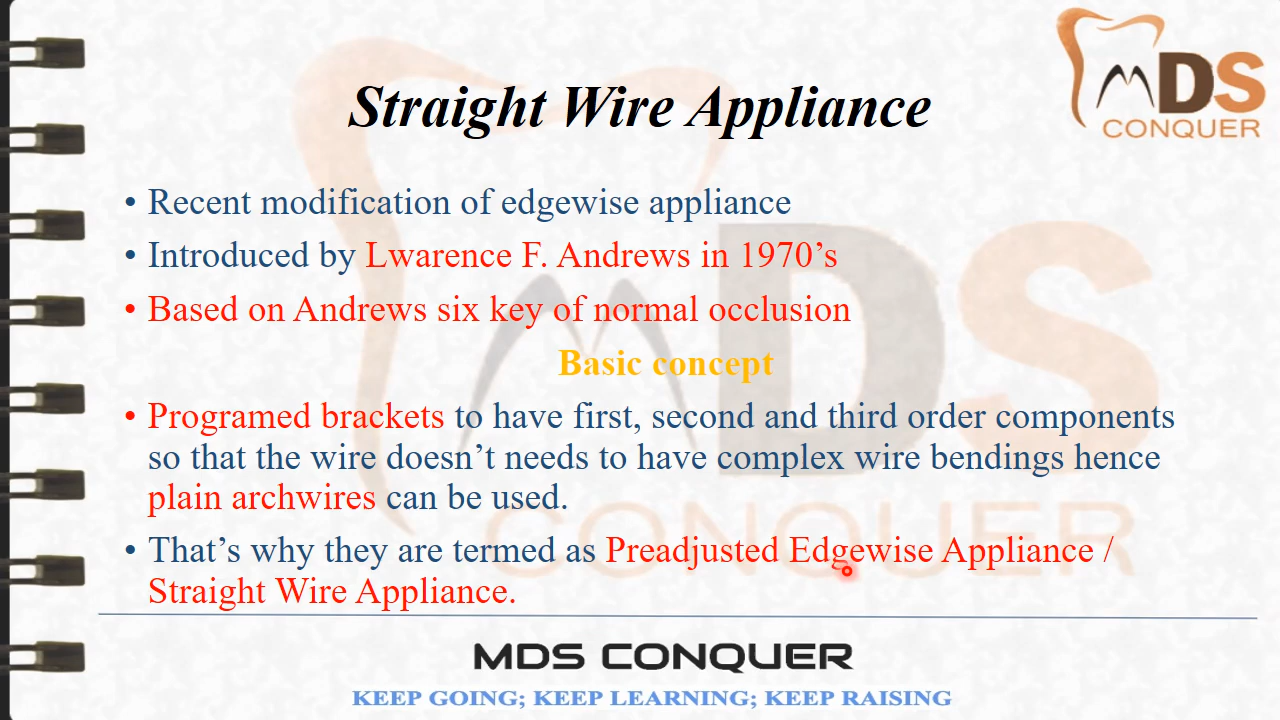 MDS
CONQUER
Straight Wire Appliance
• Recent modification of edgewise appliance
• Introduced by Lwarence F. Andrews in 1970’s
• Based on Andrews six key of normal occlusion
Basic concept
• Programed brackets to have first, second and third order components
so that the wire doesn’t needs to have complex wire bendings hence
plain archwires can be used.
• That’s why they are termed as Preadjusted Edgewise Appliance /
Straight Wire Appliance.
MDS
CONQUER
MDS CONQUER
KEEP GOING; KEEP LEARNING; KEEP RAISING